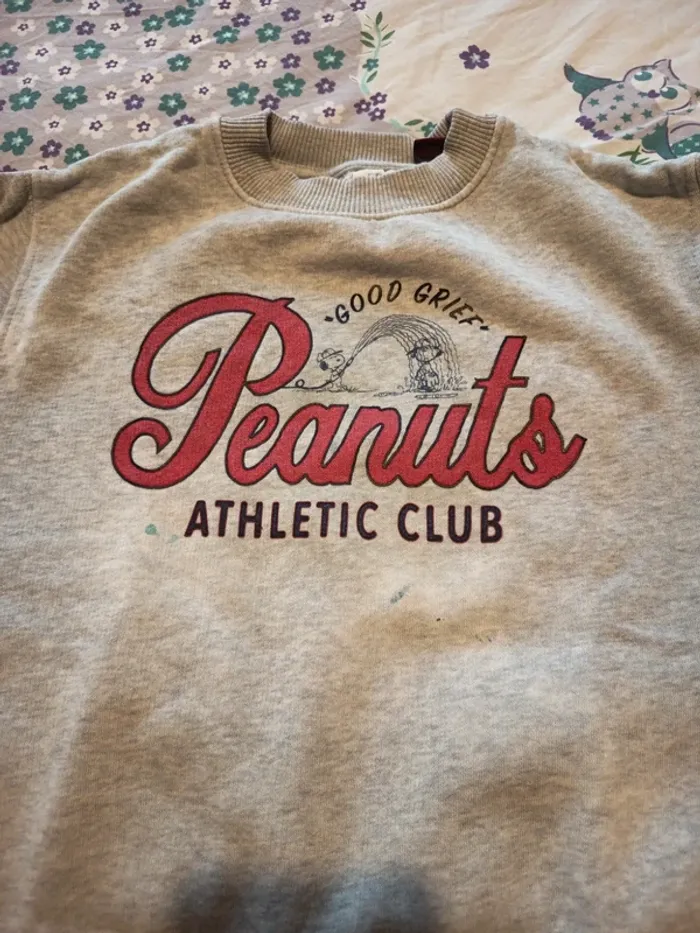 "GOOD GRIEF"
Peanuts
ATHLETIC CLUB